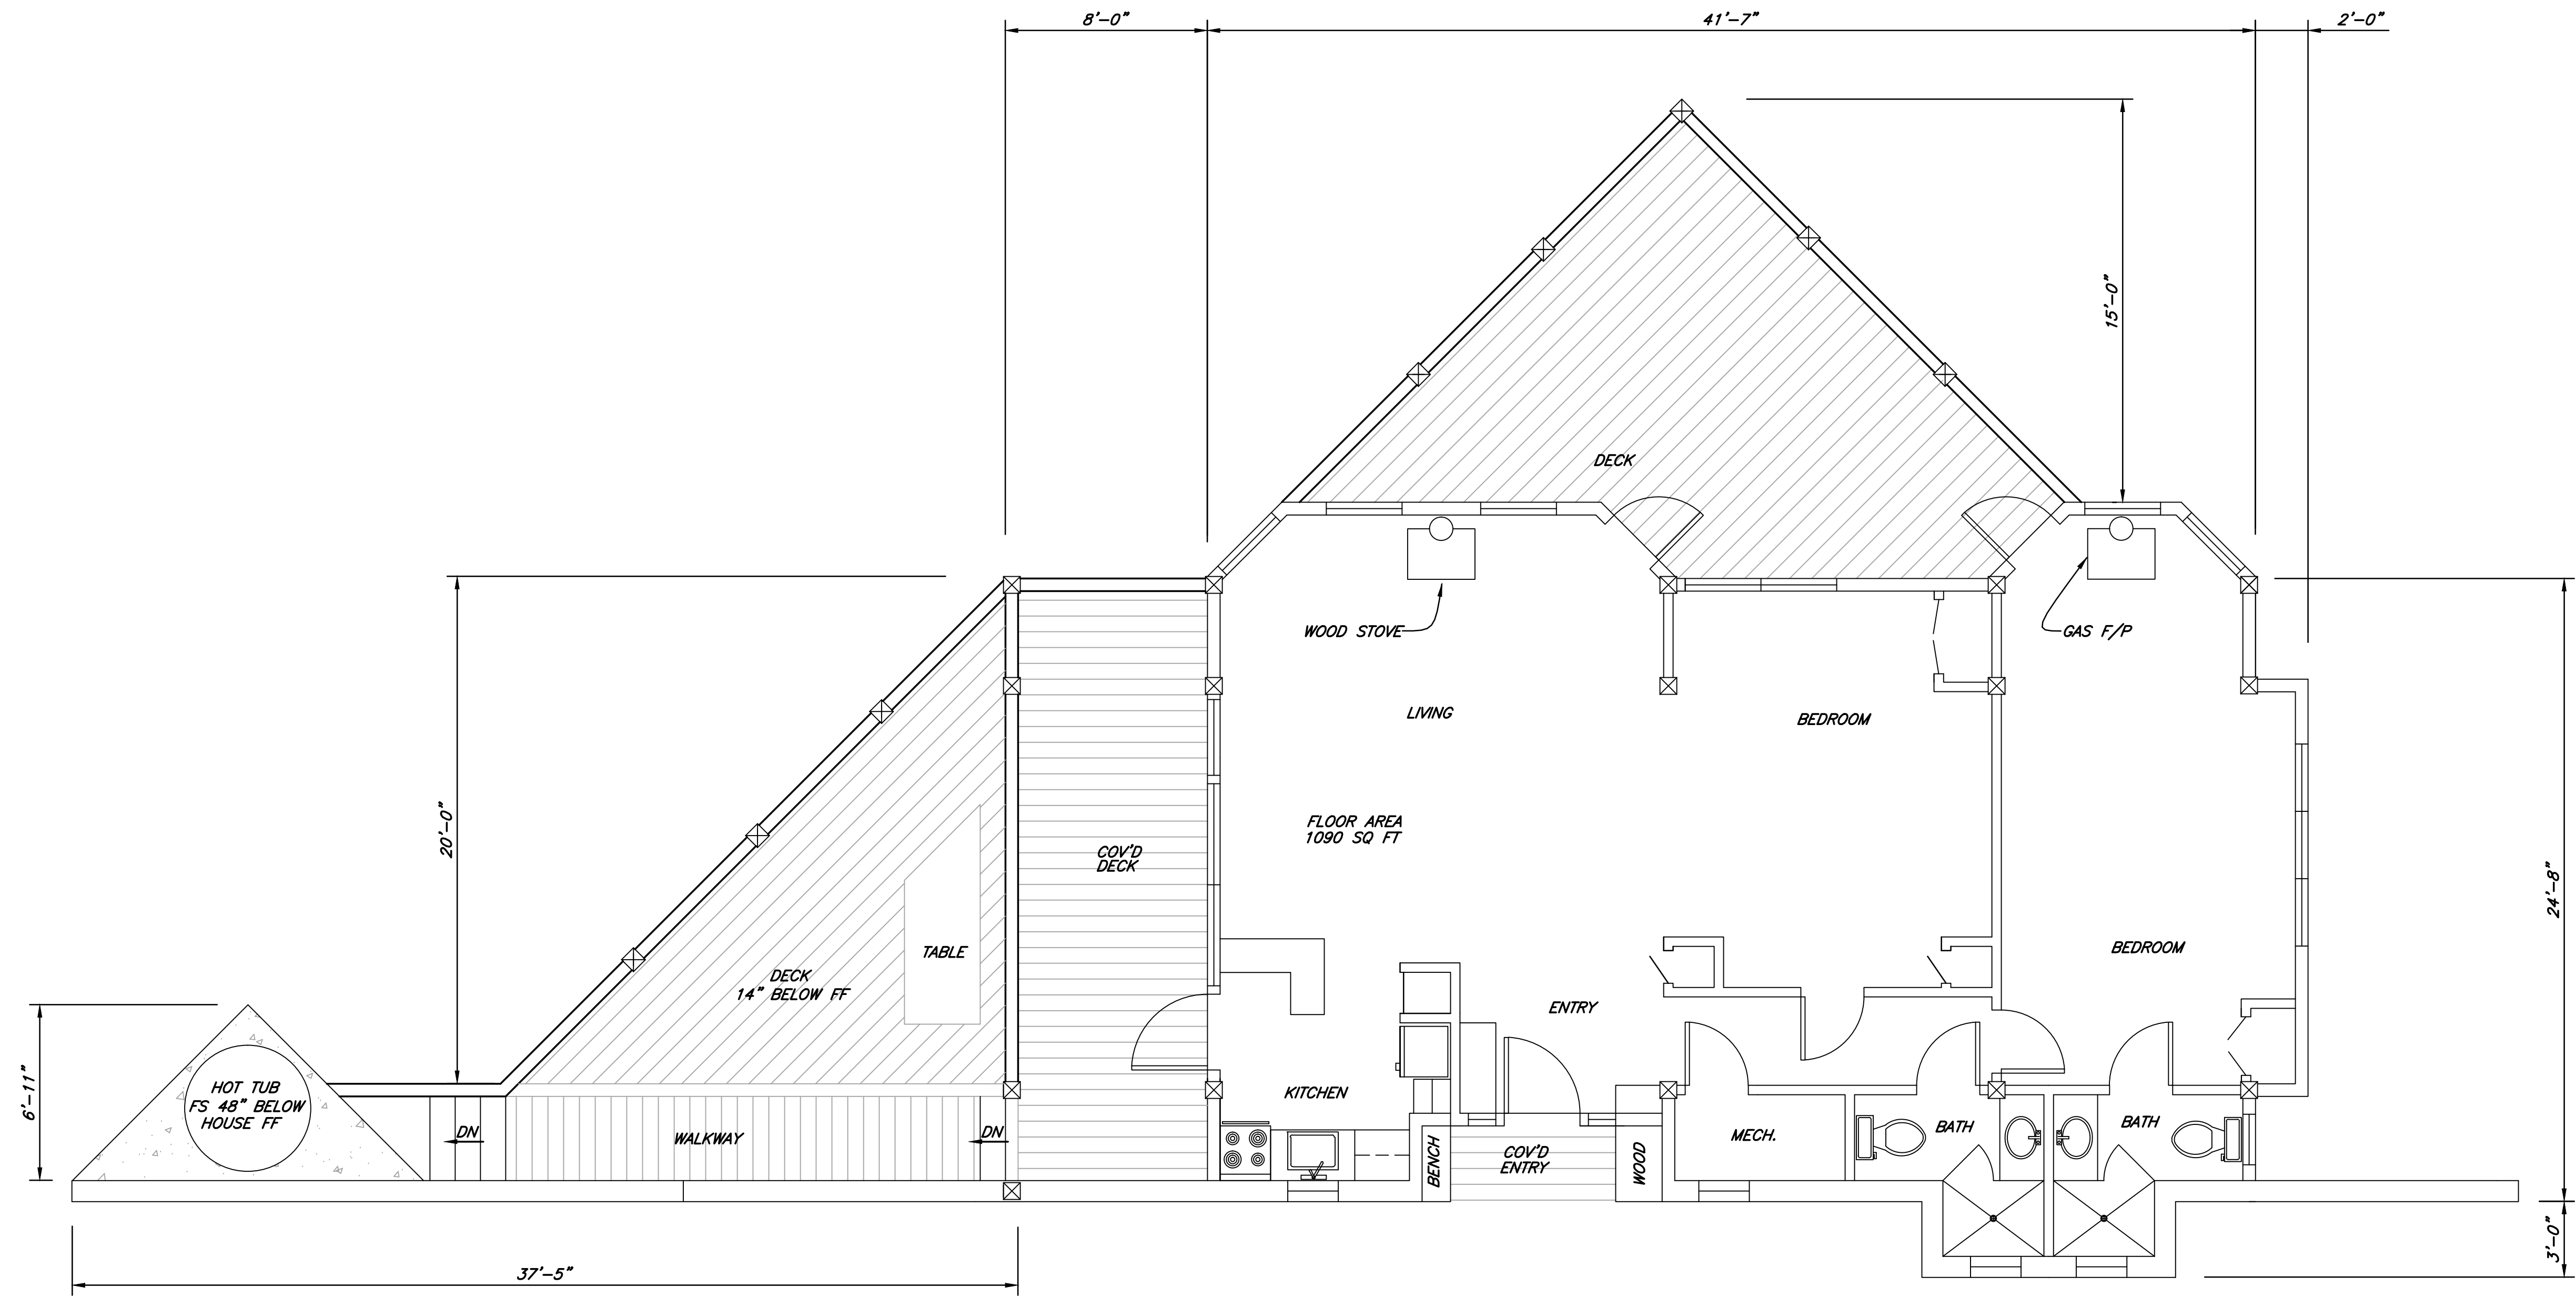 8'-0"
41'-7"
2'-0"
15'-0"
DECK
WOOD STOVE
GAS F/P
LIVING
BEDROOM
20'-0"
FLOOR AREA
1090 SQ FT
COV'D
DECK
24'-8"
TABLE
BEDROOM
DECK
14" BELOW FF
ENTRY
6'-11"
HOT TUB
FS 48" BELOW
HOUSE FF
KITCHEN
DN
WALKWAY
DN
BENCH
COV'D
ENTRY
WOOD
MECH.
BATH
BATH
3'-0"
37'-5"